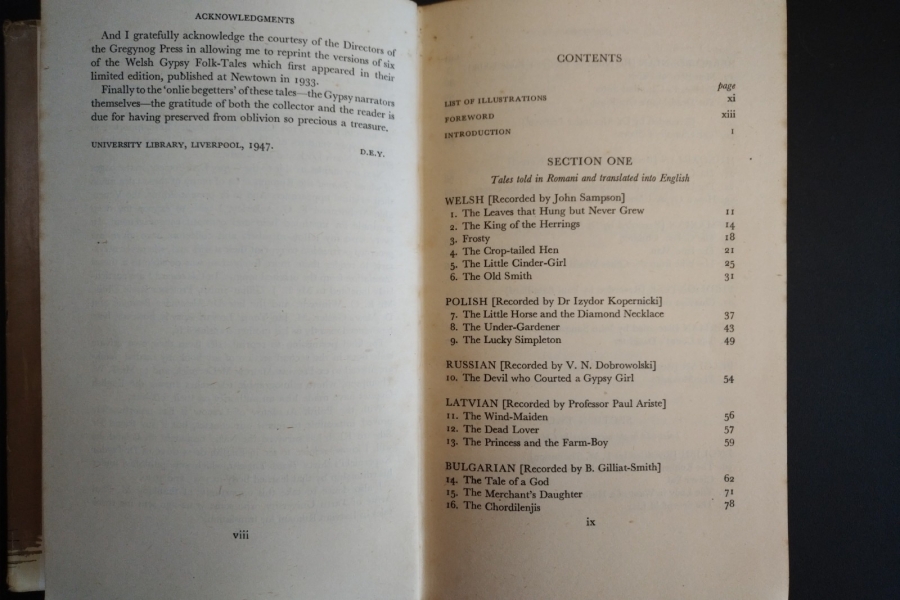 ACKNOWLEDGMENTS
And I gratefully acknowledge the courtesy of the Directors of
the Gregynog Press in allowing me to reprint the versions of six
of the Welsh Gypsy Folk-Tales which first appeared in their
limited edition, published at Newtown in 1933.
Finally to the 'onlie begetters' of these tales—the Gypsy narrators
themselves—the gratitude of both the collector and the reader is
due for having preserved from oblivion so precious a treasure.
UNIVERSITY LIBRARY, LIVERPOOL, 1947.
D.E.Y.
viii
CONTENTS
page
LIST OF ILLUSTRATIONS xi
FOREWORD xiii
INTRODUCTION 1
SECTION ONE
Tales told in Romani and translated into English
WELSH [Recorded by John Sampson]
1. The Leaves that Hung but Never Grew 11
2. The King of the Herrings 14
3. Frosty 18
4. The Crop-tailed Hen 21
5. The Little Cinder-Girl 25
6. The Old Smith 31
POLISH [Recorded by Dr Izydor Kopernicki]
7. The Little Horse and the Diamond Necklace 37
8. The Under-Gardener 43
9. The Lucky Simpleton 49
RUSSIAN [Recorded by V. N. Dobrowolski]
10. The Devil who Courted a Gypsy Girl 54
LATVIAN [Recorded by Professor Paul Ariste]
11. The Wind-Maiden 56
12. The Dead Lover 57
13. The Princess and the Farm-Boy 59
BULGARIAN [Recorded by B. Gilliat-Smith]
14. The Tale of a God 62
15. The Merchant's Daughter 71
16. The Chordilenjis 78
ix